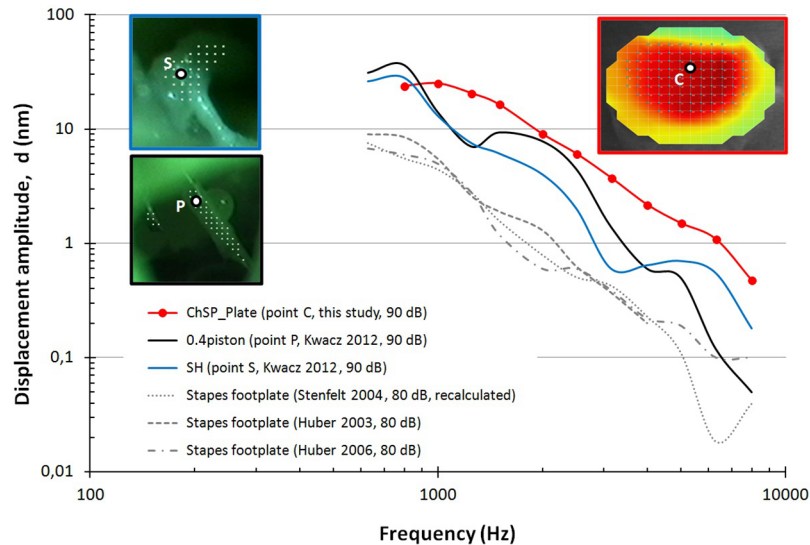 100
10
1
0,1
0,01
Displacement amplitude, d (nm)
S
P
C
ChSP_Plate (point C, this study, 90 dB)
0.4piston (point P, Kwacz 2012, 90 dB)
SH (point S, Kwacz 2012, 90 dB)
Stapes footplate (Stenfelt 2004, 80 dB, recalculated)
Stapes footplate (Huber 2003, 80 dB)
Stapes footplate (Huber 2006, 80 dB)
100 1000 10000
Frequency (Hz)